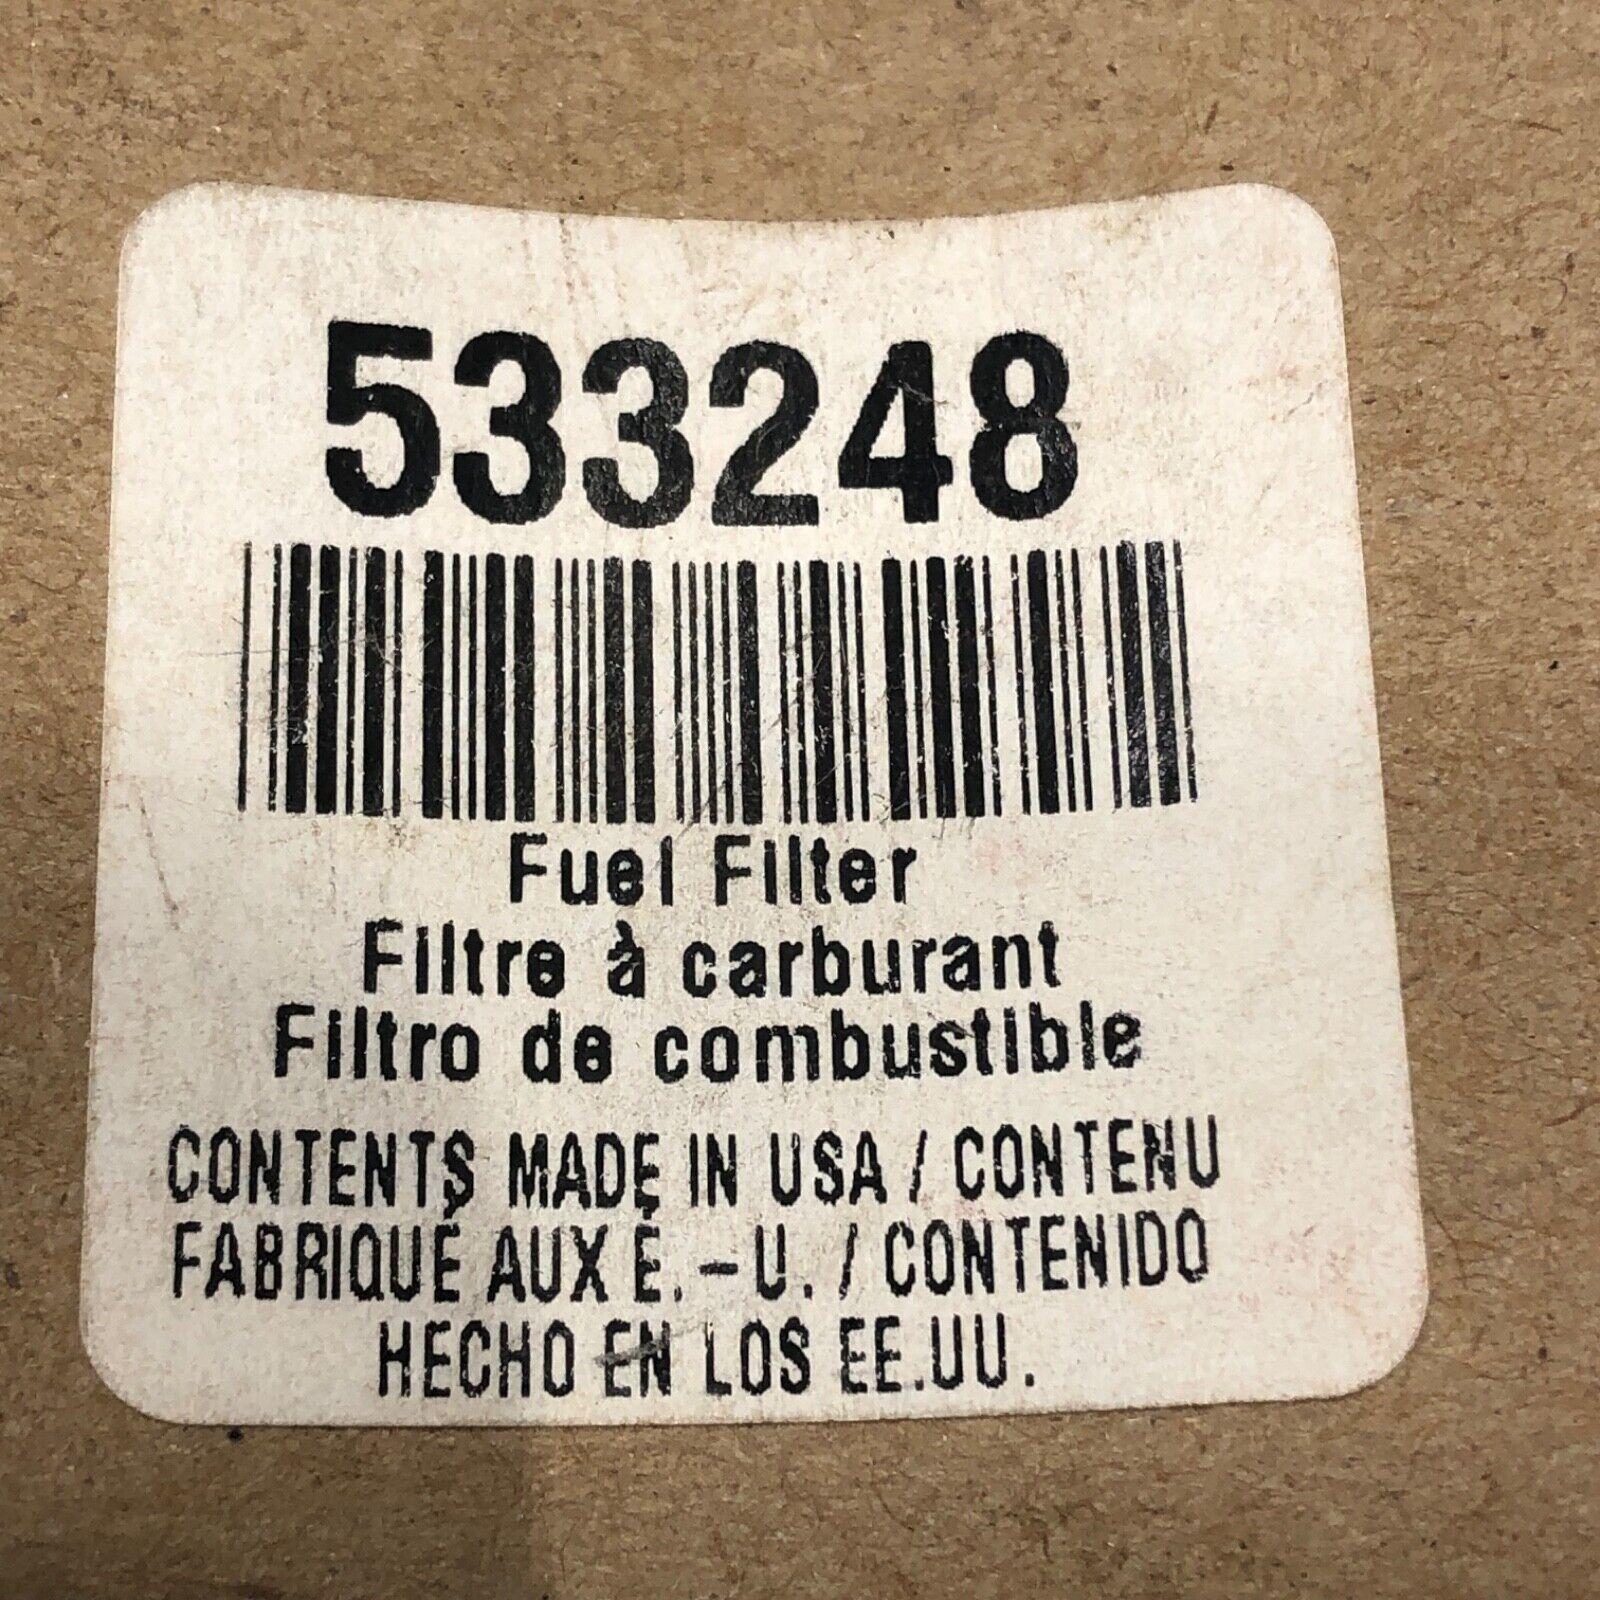 533248
Fuel Filter
Filtre à carburant
Filtro de combustible
CONTENTS MADE IN USA / CONTENU
FABRIQUÉ AUX É.-U. / CONTENIDO
HECHO EN LOS EE.UU.